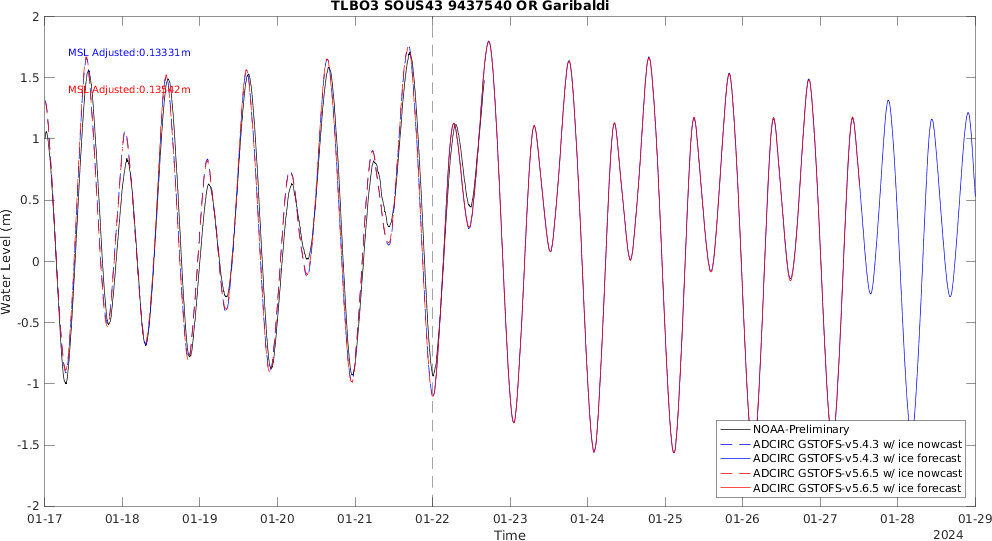 TLBO3 SOUS43 9437540 OR Garibaldi
MSL Adjusted:0.13331m
MSL Adjusted:0.13542m
Water Level (m)
2
1.5
1
0.5
0
-0.5
-1
-1.5
-2
01-17 01-18 01-19 01-20 01-21 01-22 01-23 01-24 01-25 01-26 01-27 01-28 01-29
Time
2024
NOAA-Preliminary
ADCIRC GSTOFS-v5.4.3 w/ ice nowcast
ADCIRC GSTOFS-v5.4.3 w/ ice forecast
ADCIRC GSTOFS-v5.6.5 w/ ice nowcast
ADCIRC GSTOFS-v5.6.5 w/ ice forecast